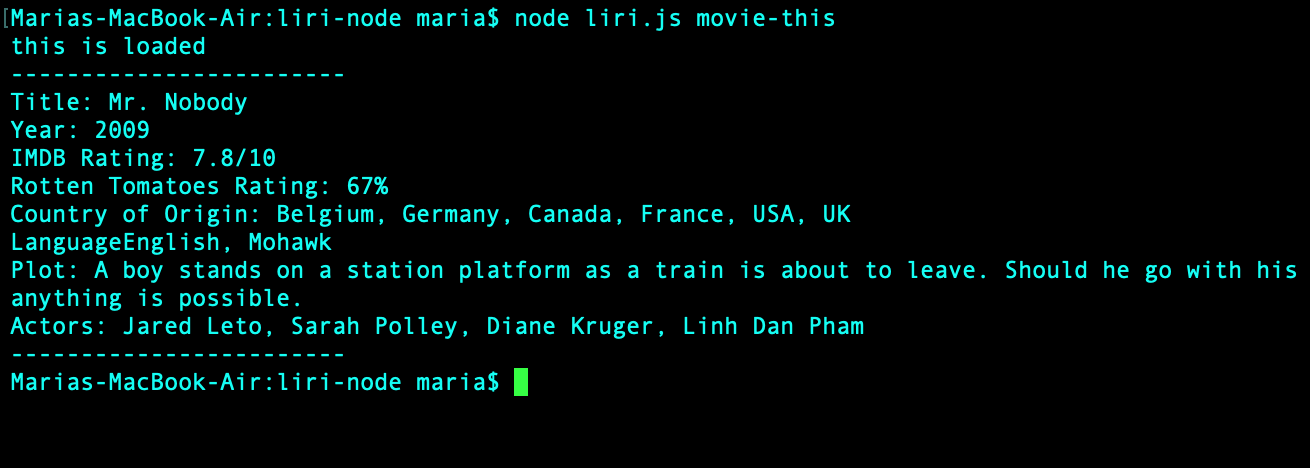 [Marias-MacBook-Air:liri-node maria$ node liri.js movie-this
this is loaded
------------------------
Title: Mr. Nobody
Year: 2009
IMDB Rating: 7.8/10
Rotten Tomatoes Rating: 67%
Country of Origin: Belgium, Germany, Canada, France, USA, UK
LanguageEnglish, Mohawk
Plot: A boy stands on a station platform as a train is about to leave. Should he go with his
anything is possible.
Actors: Jared Leto, Sarah Polley, Diane Kruger, Linh Dan Pham
------------------------
Marias-MacBook-Air:liri-node maria$